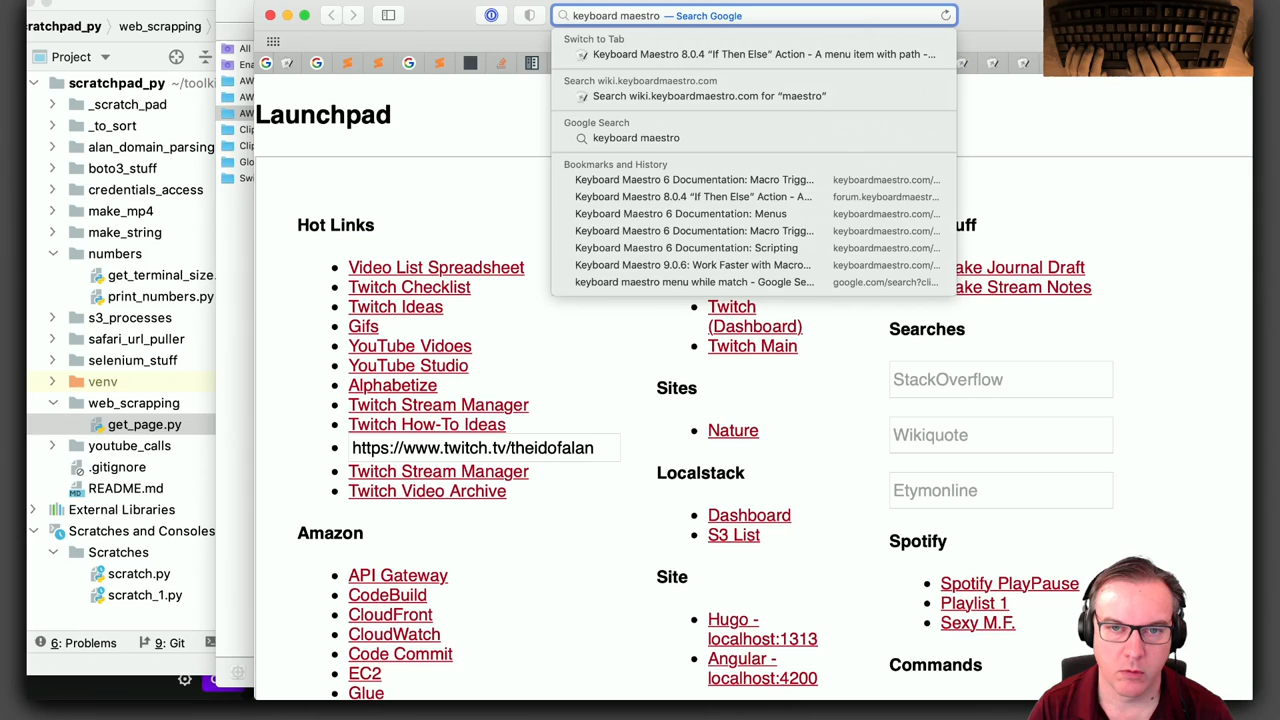 scratchpad_py
web_scrapping
Project
scratchpad_py ~/toolki
_scratch_pad
_to_sort
alan_domain_parsing
boto3_stuff
credentials_access
make_mp4
make_string
numbers
get_terminal_size.
print_numbers.py
s3_processes
safari_url_puller
selenium_stuff
venv
web_scrapping
get_page.py
youtube_calls
.gitignore
README.md
External Libraries
Scratches and Consoles
Scratches
scratch.py
scratch_1.py
6: Problems
9: Git
All
Ena
AW
AW
AW
Clip
Clip
Glo
Swi
keyboard maestro — Search Google
Switch to Tab
Keyboard Maestro 8.0.4 “If Then Else” Action - A menu item with path -...
Search wiki.keyboardmaestro.com
Search wiki.keyboardmaestro.com for “maestro”
Google Search
keyboard maestro
Bookmarks and History
Keyboard Maestro 6 Documentation: Macro Trigg... keyboardmaestro.com/...
Keyboard Maestro 8.0.4 “If Then Else” Action - A... forum.keyboardmaestr...
Keyboard Maestro 6 Documentation: Menus keyboardmaestro.com/...
Keyboard Maestro 6 Documentation: Macro Trigg... keyboardmaestro.com/...
Keyboard Maestro 6 Documentation: Scripting keyboardmaestro.com/...
Keyboard Maestro 9.0.6: Work Faster with Macro... keyboardmaestro.com/...
keyboard maestro menu while match - Google Se... google.com/search?cli...
Launchpad
Hot Links
Video List Spreadsheet
Twitch Checklist
Twitch Ideas
Gifs
YouTube Vidoes
YouTube Studio
Alphabetize
Twitch Stream Manager
Twitch How-To Ideas
https://www.twitch.tv/theidofalan
Twitch Stream Manager
Twitch Video Archive
Amazon
API Gateway
CodeBuild
CloudFront
CloudWatch
Code Commit
EC2
Glue
Twitch
(Dashboard)
Twitch Main
Sites
Nature
Localstack
Dashboard
S3 List
Site
Hugo -
localhost:1313
Angular -
localhost:4200
uff
ake Journal Draft
ake Stream Notes
Searches
StackOverflow
Wikiquote
Etymonline
Spotify
Spotify PlayPause
Playlist 1
Sexy M.F.
Commands